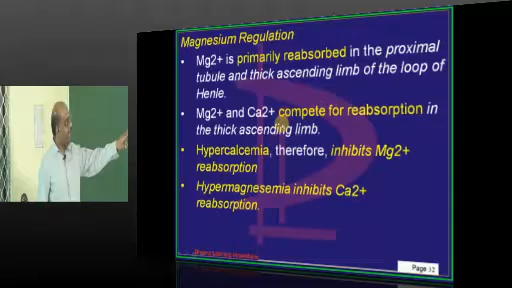 Magnesium Regulation
• Mg2+ is primarily reabsorbed in the proximal
tubule and thick ascending limb of the loop of
Henle.
• Mg2+ and Ca2+ compete for reabsorption in
the thick ascending limb.
• Hypercalcemia, therefore, inhibits Mg2+
reabsorption
• Hypermagnesemia inhibits Ca2+
reabsorption.
Page 32